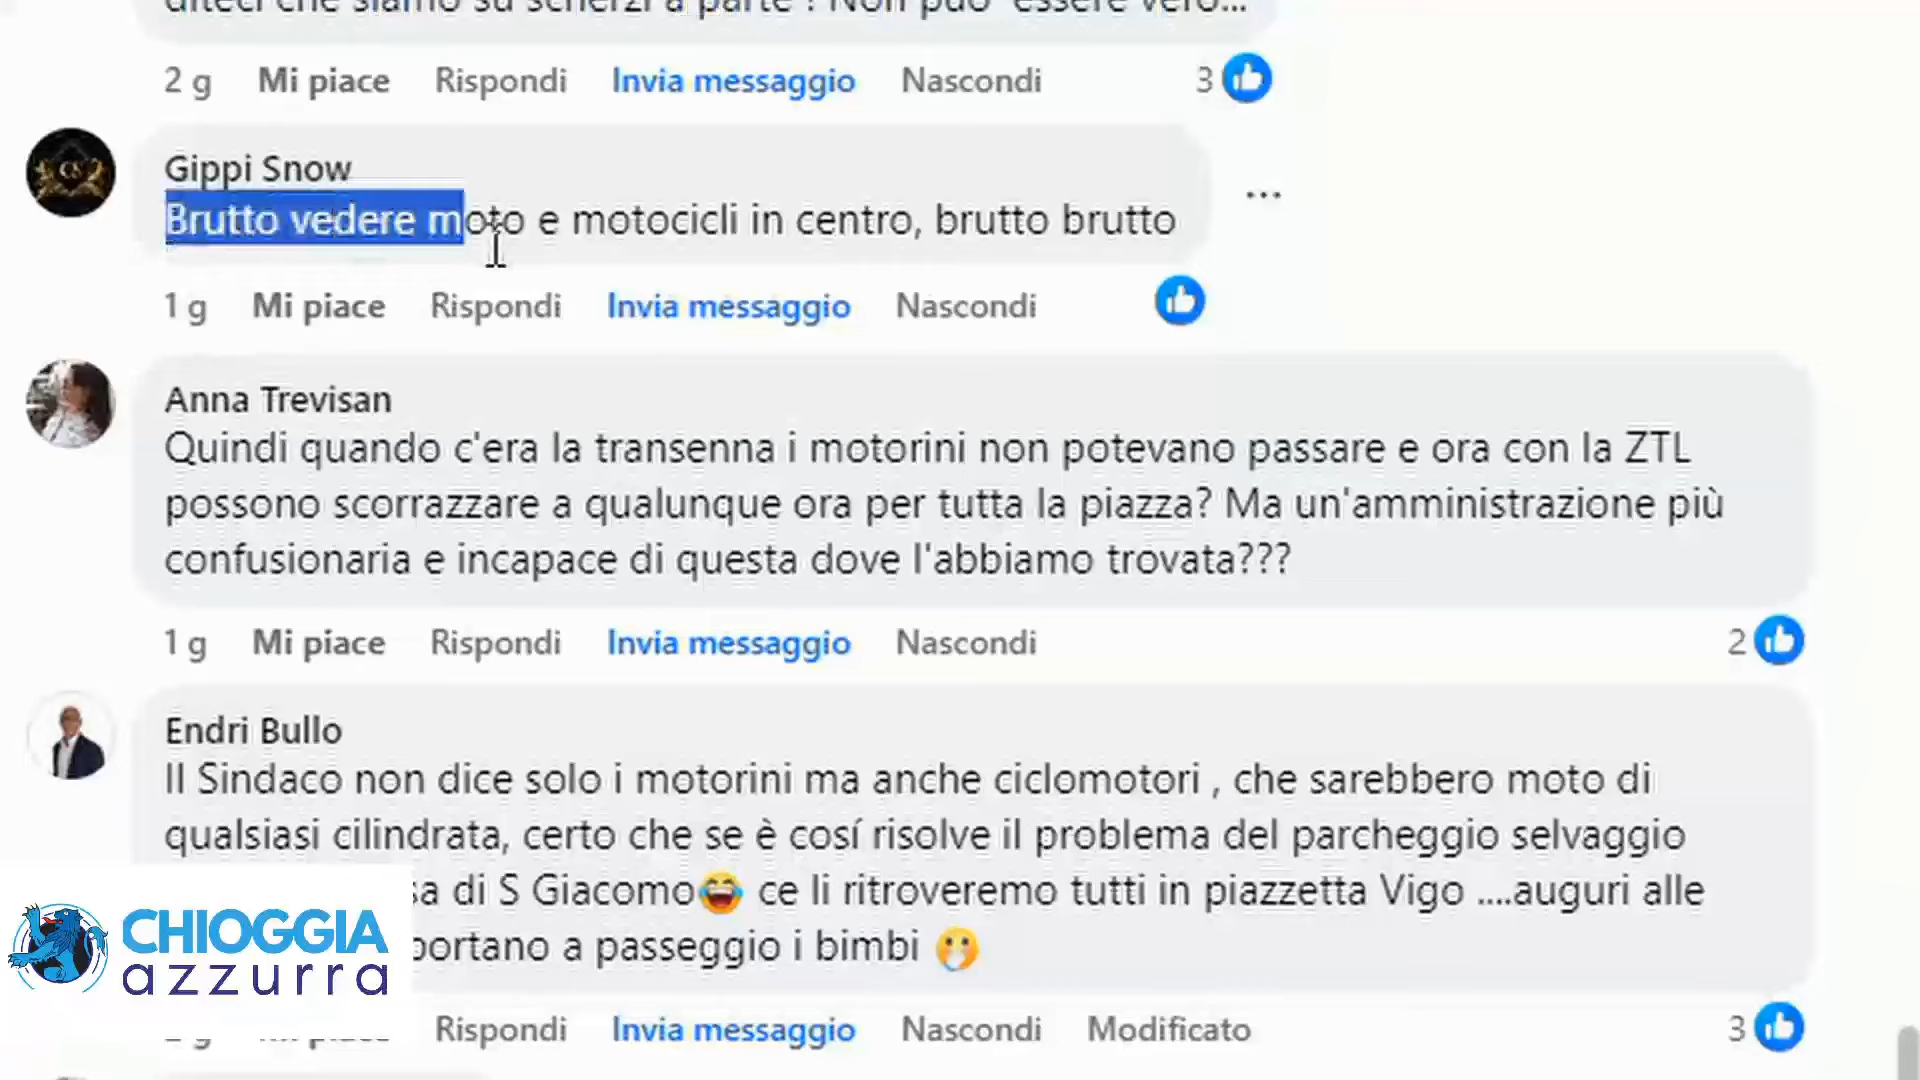 diteci che siamo su scherzi a parte ! Non può essere vero...
2 g Mi piace Rispondi Invia messaggio Nascondi 3
Gippi Snow
Brutto vedere moto e motocicli in centro, brutto brutto
1 g Mi piace Rispondi Invia messaggio Nascondi
Anna Trevisan
Quindi quando c'era la transenna i motorini non potevano passare e ora con la ZTL
possono scorrazzare a qualunque ora per tutta la piazza? Ma un'amministrazione più
confusionaria e incapace di questa dove l'abbiamo trovata???
1 g Mi piace Rispondi Invia messaggio Nascondi 2
Endri Bullo
Il Sindaco non dice solo i motorini ma anche ciclomotori , che sarebbero moto di
qualsiasi cilindrata, certo che se è cosí risolve il problema del parcheggio selvaggio
di S Giacomo😂 ce li ritroveremo tutti in piazzetta Vigo ....auguri alle
portano a passeggio i bimbi 🫢
Rispondi Invia messaggio Nascondi Modificato 3
CHIOGGIA
azzurra